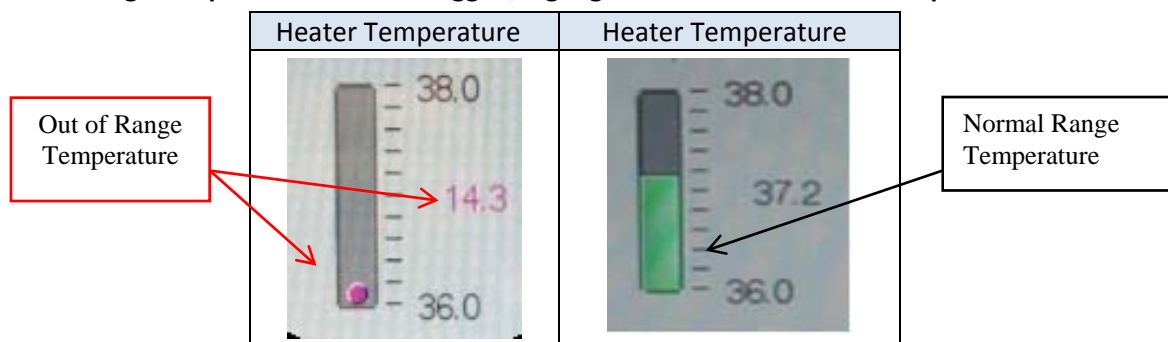 Heater Temperature
Heater Temperature
Out of Range
Temperature
38.0
14.3
36.0
38.0
37.2
36.0
Normal Range
Temperature